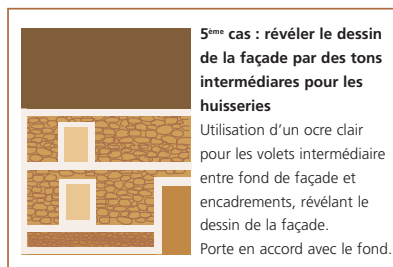 5ème cas : révéler le dessin
de la façade par des tons
intermédiares pour les
huisseries
Utilisation d'un ocre clair
pour les volets intermédiaire
entre fond de façade et
encadrements, révélant le
dessin de la façade.
Porte en accord avec le fond.